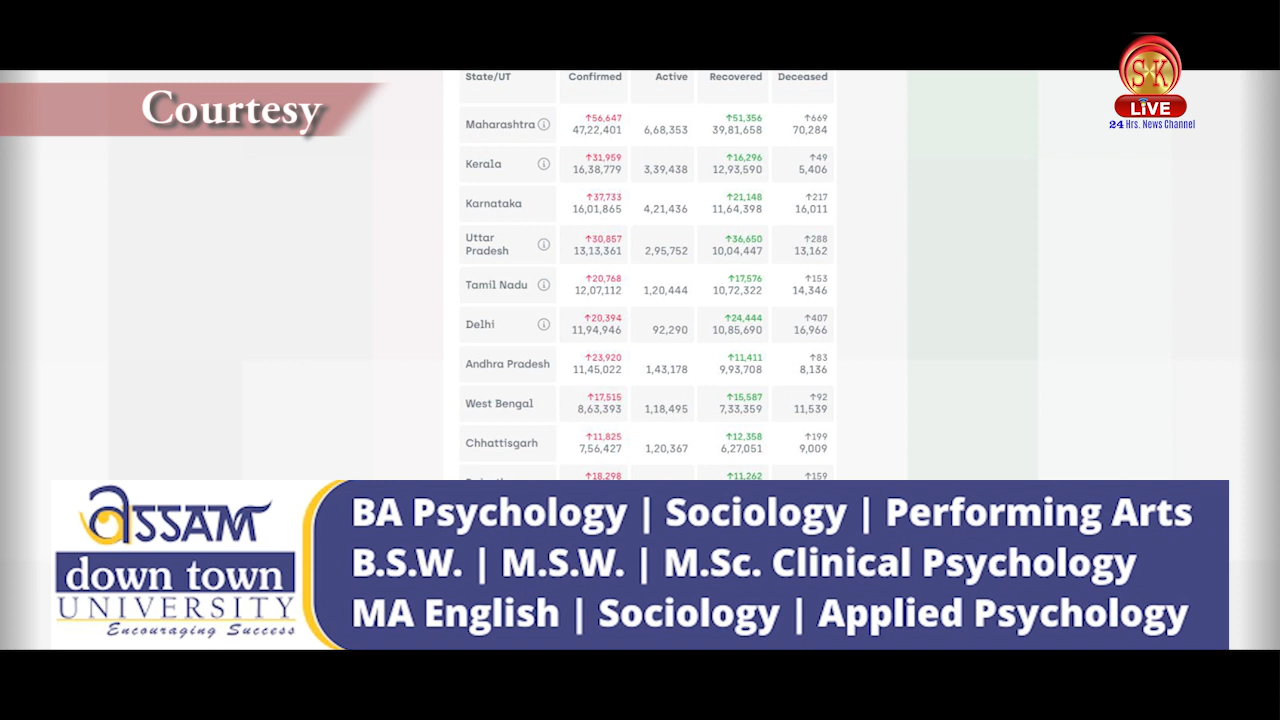 Courtesy
SK
LIVE
24 Hrs. News Channel
State/UT Confirmed Active Recovered Deceased
Maharashtra ↑56,647 47,22,401 6,68,353 ↑51,356 39,81,658 ↑669 70,284
Kerala ↑31,959 16,38,779 3,39,438 ↑16,296 12,93,590 ↑49 5,406
Karnataka ↑37,733 16,01,865 4,21,436 ↑21,148 11,64,398 ↑217 16,011
Uttar Pradesh ↑30,857 13,13,361 2,95,752 ↑36,650 10,04,447 ↑288 13,162
Tamil Nadu ↑20,768 12,07,112 1,20,444 ↑17,576 10,72,322 ↑153 14,346
Delhi ↑20,394 11,94,946 92,290 ↑24,444 10,85,690 ↑407 16,966
Andhra Pradesh ↑23,920 11,45,022 1,43,178 ↑11,411 9,93,708 ↑83 8,136
West Bengal ↑17,515 8,63,393 1,18,495 ↑15,587 7,33,359 ↑92 11,539
Chhattisgarh ↑11,825 7,56,427 1,20,367 ↑12,358 6,27,051 ↑199 9,009
↑18,298 ↑11,262 ↑159
ASSAM
down town
UNIVERSITY
Encouraging Success
BA Psychology | Sociology | Performing Arts
B.S.W. | M.S.W. | M.Sc. Clinical Psychology
MA English | Sociology | Applied Psychology